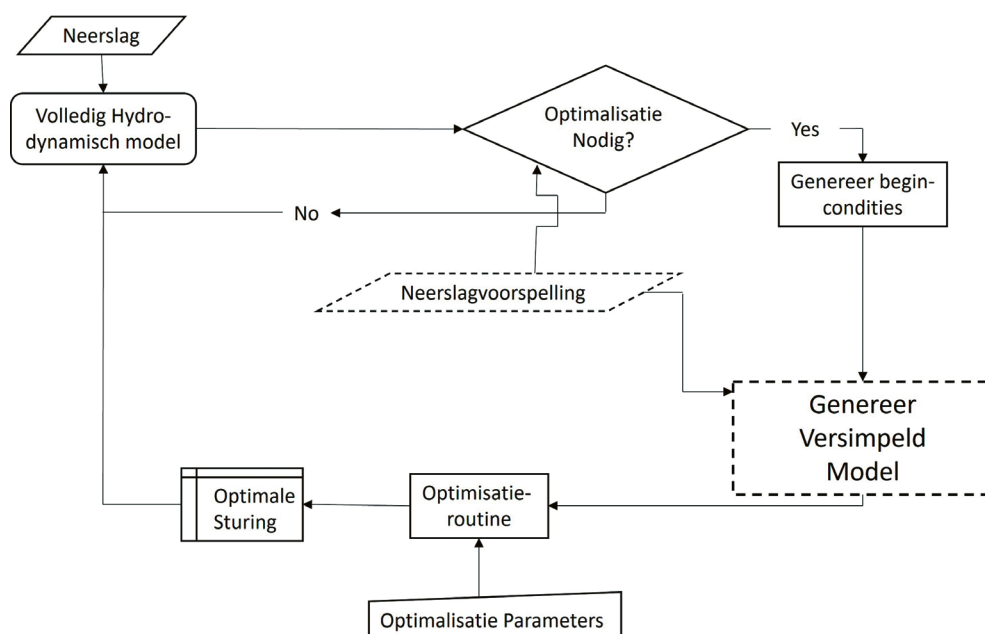 Neerslag
Volledig Hydro-
dynamisch model
Optimalisatie
Nodig?
Yes
Genereer begin-
condities
No
Neerslagvoorspelling
Genereer
Versimpeld
Model
Optimale
Sturing
Optimisatie-
routine
Optimalisatie Parameters